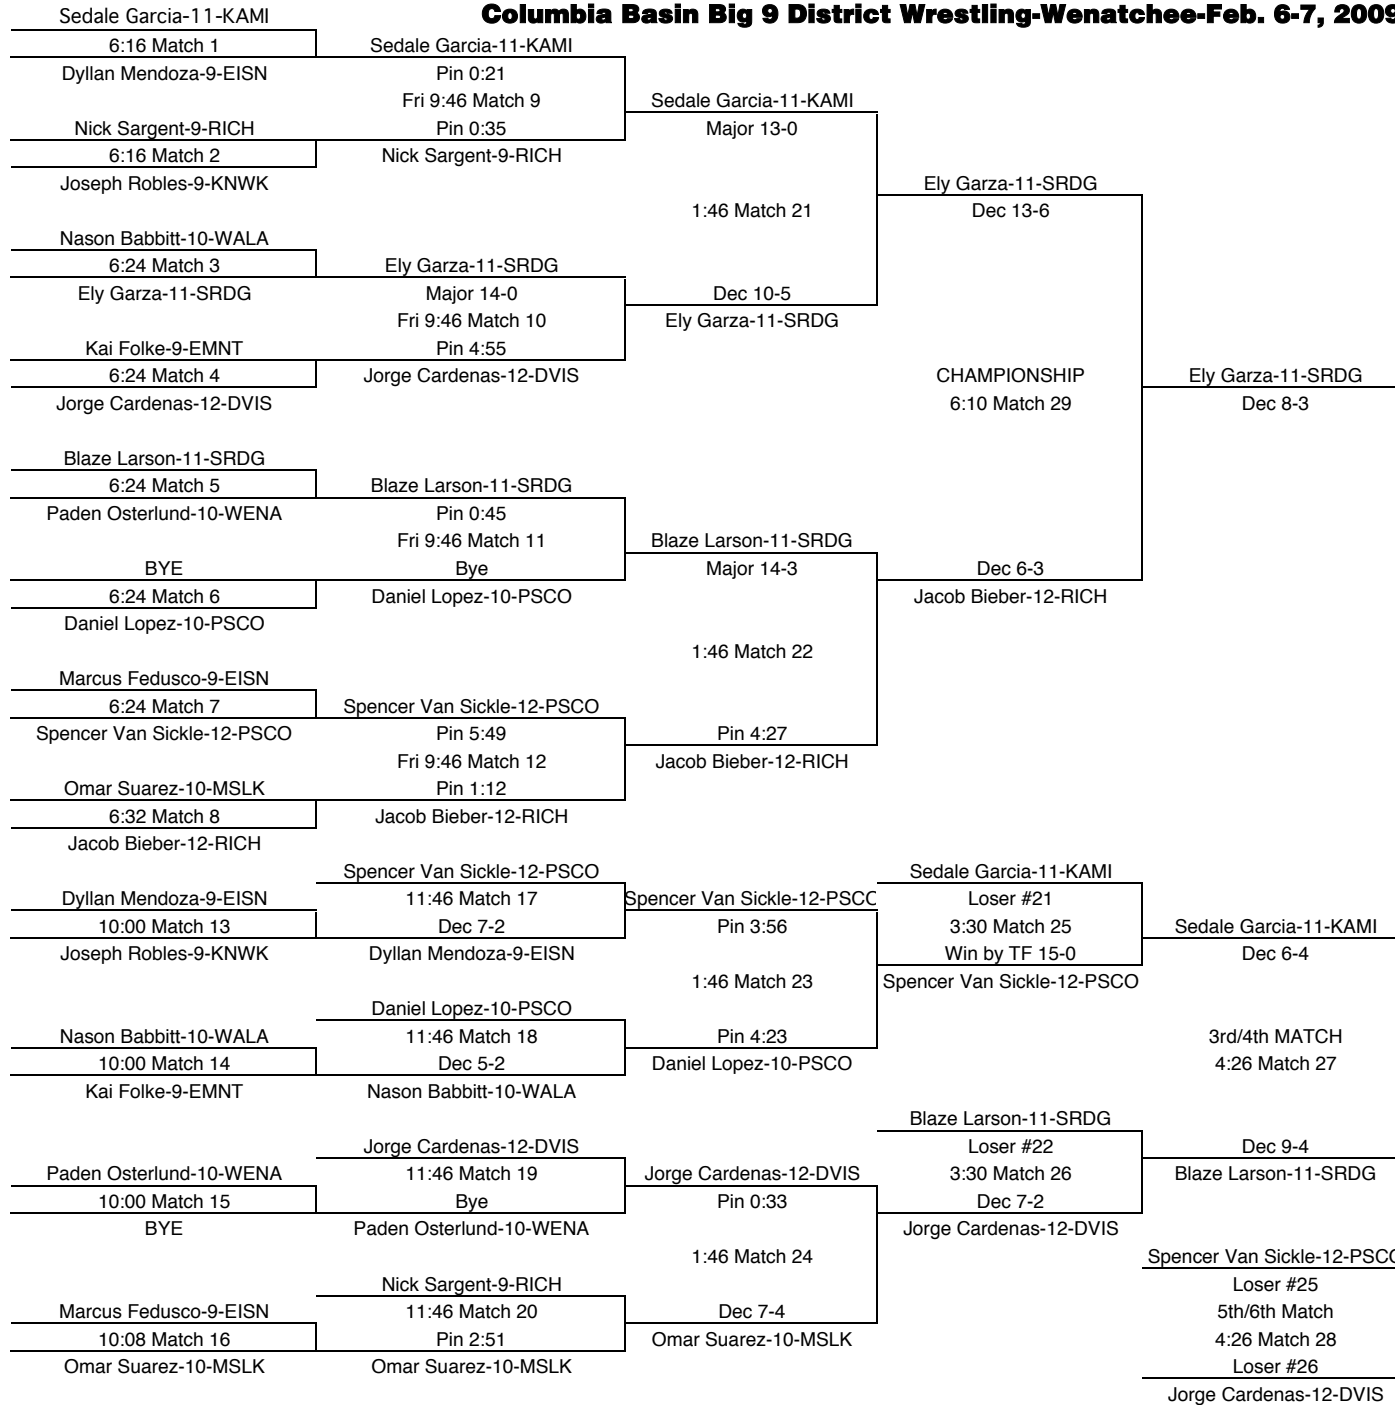 Columbia Basin Big 9 District Wrestling-Wenatchee-Feb. 6-7, 2009
Sedale Garcia-11-KAMI
6:16 Match 1
Dyllan Mendoza-9-EISN
Nick Sargent-9-RICH
6:16 Match 2
Joseph Robles-9-KNWK
Nason Babbitt-10-WALA
6:24 Match 3
Ely Garza-11-SRDG
Kai Folke-9-EMNT
6:24 Match 4
Jorge Cardenas-12-DVIS
Blaze Larson-11-SRDG
6:24 Match 5
Paden Osterlund-10-WENA
BYE
6:24 Match 6
Daniel Lopez-10-PSCO
Marcus Fedusco-9-EISN
6:24 Match 7
Spencer Van Sickle-12-PSCO
Omar Suarez-10-MSLK
6:32 Match 8
Jacob Bieber-12-RICH
Sedale Garcia-11-KAMI
Pin 0:21
Fri 9:46 Match 9
Pin 0:35
Nick Sargent-9-RICH
Ely Garza-11-SRDG
Major 14-0
Fri 9:46 Match 10
Pin 4:55
Jorge Cardenas-12-DVIS
Blaze Larson-11-SRDG
Pin 0:45
Fri 9:46 Match 11
Bye
Daniel Lopez-10-PSCO
Spencer Van Sickle-12-PSCO
Pin 5:49
Fri 9:46 Match 12
Pin 1:12
Jacob Bieber-12-RICH
Sedale Garcia-11-KAMI
Major 13-0
1:46 Match 21
Dec 10-5
Ely Garza-11-SRDG
Blaze Larson-11-SRDG
Major 14-3
1:46 Match 22
Pin 4:27
Jacob Bieber-12-RICH
Ely Garza-11-SRDG
Dec 13-6
CHAMPIONSHIP
6:10 Match 29
Dec 6-3
Jacob Bieber-12-RICH
Ely Garza-11-SRDG
Dec 8-3
Dyllan Mendoza-9-EISN
10:00 Match 13
Joseph Robles-9-KNWK
Nason Babbitt-10-WALA
10:00 Match 14
Kai Folke-9-EMNT
Paden Osterlund-10-WENA
10:00 Match 15
BYE
Marcus Fedusco-9-EISN
10:08 Match 16
Omar Suarez-10-MSLK
Spencer Van Sickle-12-PSCO
11:46 Match 17
Dec 7-2
Dyllan Mendoza-9-EISN
Daniel Lopez-10-PSCO
11:46 Match 18
Dec 5-2
Nason Babbitt-10-WALA
Jorge Cardenas-12-DVIS
11:46 Match 19
Bye
Paden Osterlund-10-WENA
Nick Sargent-9-RICH
11:46 Match 20
Pin 2:51
Omar Suarez-10-MSLK
Spencer Van Sickle-12-PSCO
Pin 3:56
1:46 Match 23
Pin 4:23
Daniel Lopez-10-PSCO
Jorge Cardenas-12-DVIS
Pin 0:33
1:46 Match 24
Dec 7-4
Omar Suarez-10-MSLK
Sedale Garcia-11-KAMI
Loser #21
3:30 Match 25
Win by TF 15-0
Spencer Van Sickle-12-PSCO
Blaze Larson-11-SRDG
Loser #22
3:30 Match 26
Dec 7-2
Jorge Cardenas-12-DVIS
Sedale Garcia-11-KAMI
Dec 6-4
3rd/4th MATCH
4:26 Match 27
Dec 9-4
Blaze Larson-11-SRDG
Spencer Van Sickle-12-PSCO
Loser #25
5th/6th Match
4:26 Match 28
Loser #26
Jorge Cardenas-12-DVIS